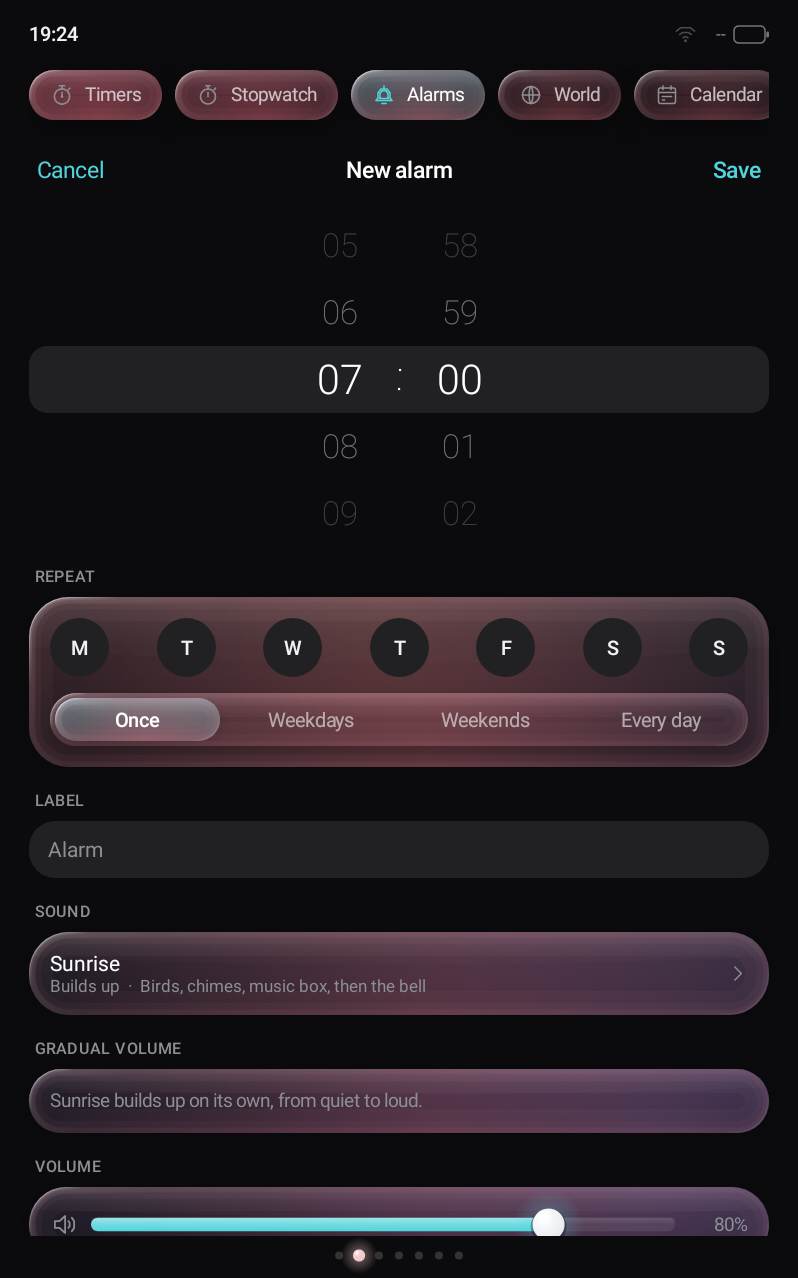 19:24
--
Timers
Stopwatch
Alarms
World
Calendar
Cancel
New alarm
Save
05 58
06 59
07 : 00
08 01
09 02
REPEAT
M T W T F S S
Once Weekdays Weekends Every day
LABEL
Alarm
SOUND
Sunrise
Builds up · Birds, chimes, music box, then the bell
GRADUAL VOLUME
Sunrise builds up on its own, from quiet to loud.
VOLUME
80%